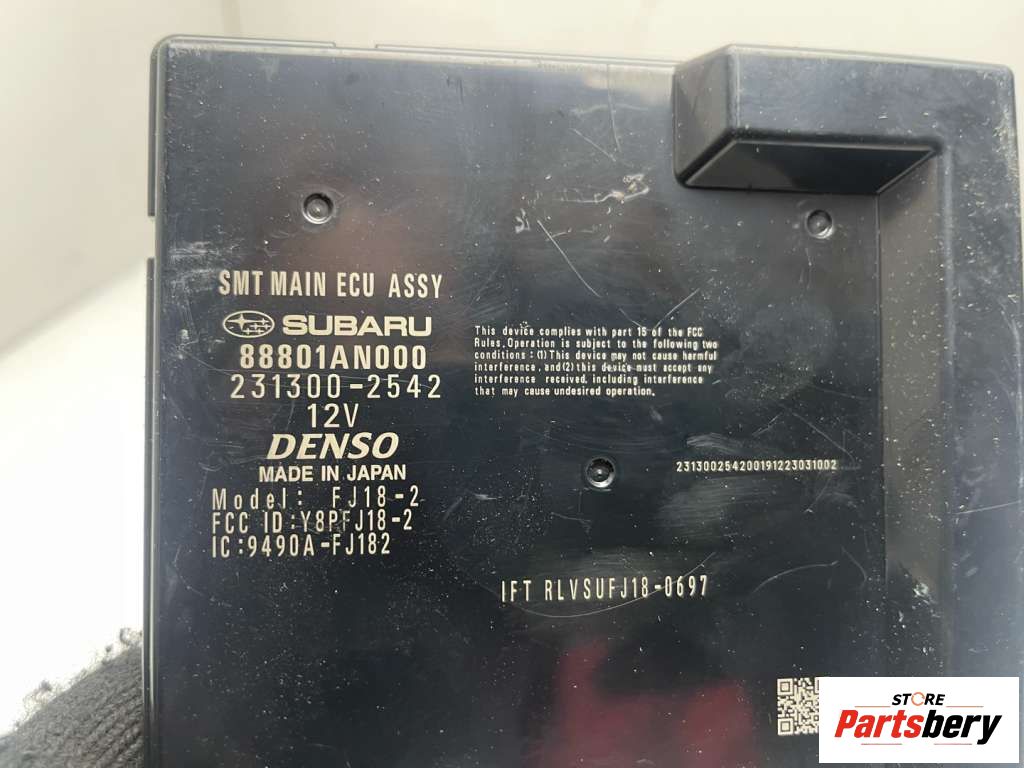 SMT MAIN ECU ASSY
SUBARU
88801AN000
231300-2542
12V
DENSO
MADE IN JAPAN
Model: FJ18-2
FCC ID:Y8PFJ18-2
IC:9490A-FJ182
This device complies with part 15 of the FCC
Rules.Operation is subject to the following two
conditions:(1)This device may not cause harmful
interference, and(2)this device must accept any
interference received, including interference
that may cause undesired operation.
231300254200191223031002
IFT RLVSUFJ18-0697
STORE
Partsbery